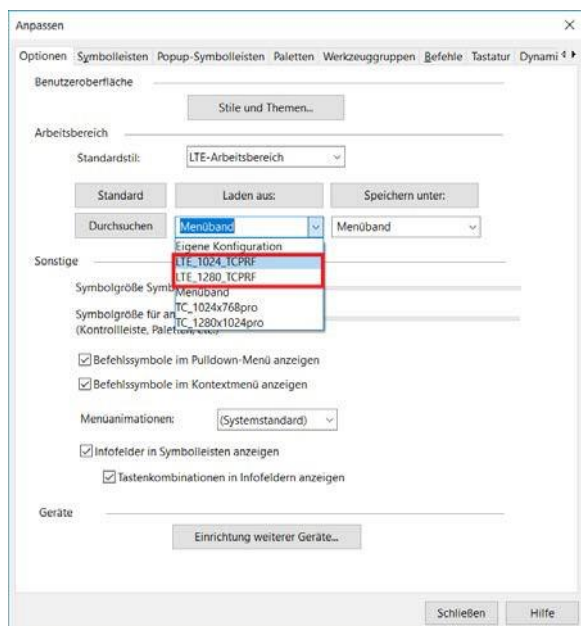 Anpassen
Optionen Symbolleisten Popup-Symbolleisten Paletten Werkzeuggruppen Befehle Tastatur Dynami
Benutzeroberfläche
Stile und Themen...
Arbeitsbereich
Standardstil: LTE-Arbeitsbereich
Standard Laden aus: Speichern unter:
Durchsuchen Menüband Menüband
Eigene Konfiguration
Sonstige LTE_1024_TCPRF
LTE_1280_TCPRF
Symbolgröße Menüband
Symbolgröße für TC_1024x768pro
(Kontrollleiste, TC_1280x1024pro
Befehlssymbole im Pulldown-Menü anzeigen
Befehlssymbole im Kontextmenü anzeigen
Menüanimationen: (Systemstandard)
Infofelder in Symbolleisten anzeigen
Tastenkombinationen in Infofeldern anzeigen
Geräte
Einrichtung weiterer Geräte...
Schließen Hilfe